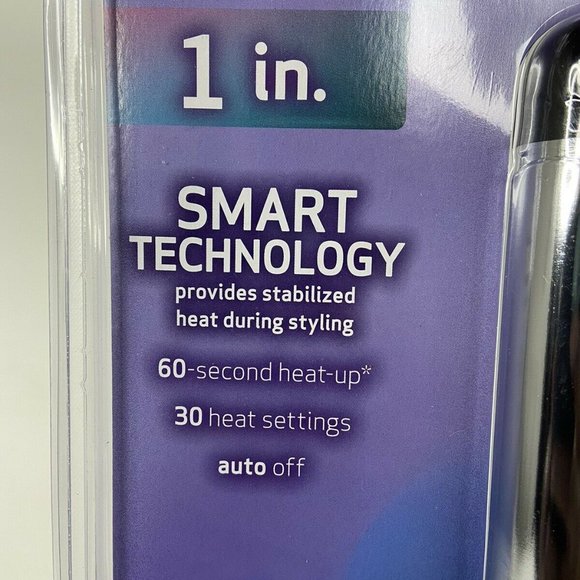 1 in.
SMART
TECHNOLOGY
provides stabilized
heat during styling
60-second heat-up*
30 heat settings
auto off